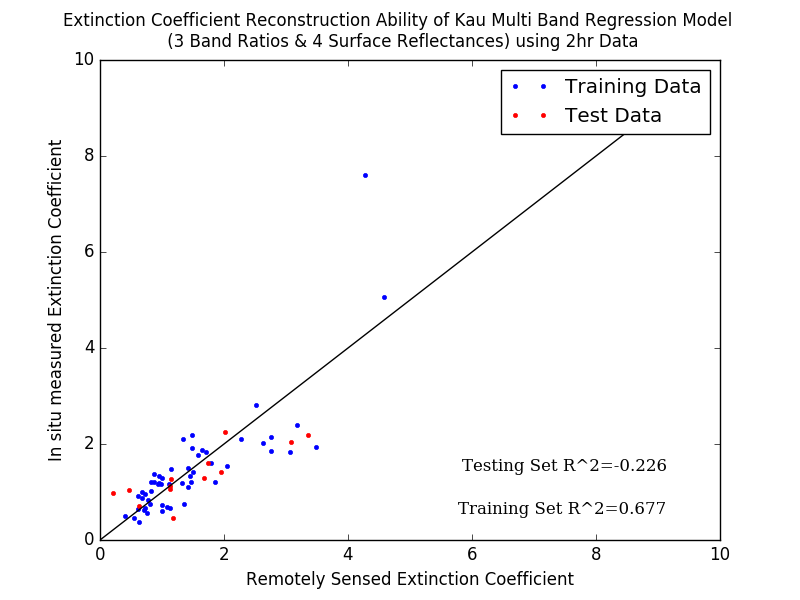 Extinction Coefficient Reconstruction Ability of Kau Multi Band Regression Model
(3 Band Ratios & 4 Surface Reflectances) using 2hr Data
10
Training Data
Test Data
8
6
4
2
0
In situ measured Extinction Coefficient
Testing Set R^2=-0.226
Training Set R^2=0.677
0 2 4 6 8 10
Remotely Sensed Extinction Coefficient